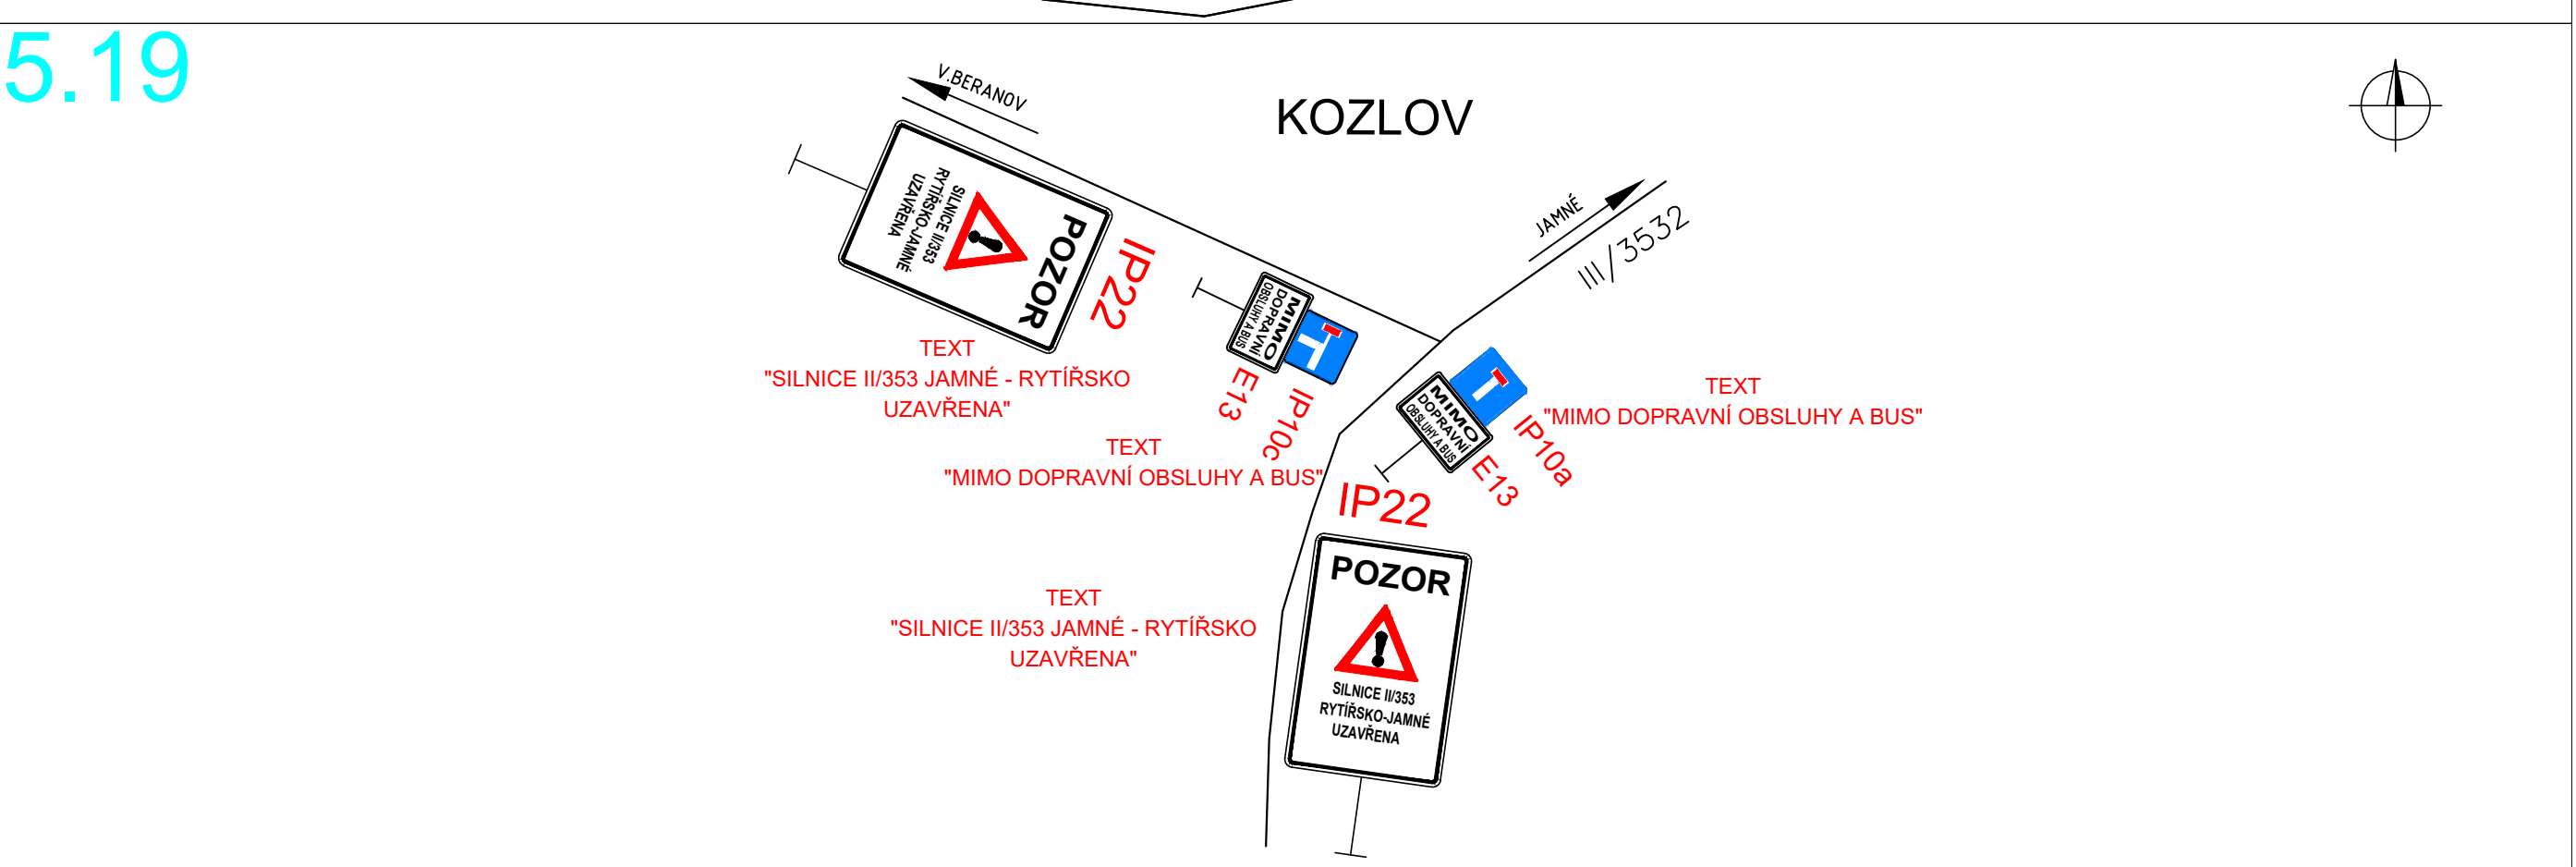 5.19
V.BERANOV
KOZLOV
JAMNÉ
III/3532
POZOR
SILNICE II/353
RYTÍŘSKO-JAMNÉ
UZAVŘENA
IP22
TEXT
"SILNICE II/353 JAMNÉ - RYTÍŘSKO
UZAVŘENA"
MIMO
DOPRAVNÍ
OBSLUHY A BUS
E13
IP10c
TEXT
"MIMO DOPRAVNÍ OBSLUHY A BUS"
MIMO
DOPRAVNÍ
OBSLUHY A BUS
E13
IP10a
TEXT
"MIMO DOPRAVNÍ OBSLUHY A BUS"
IP22
POZOR
SILNICE II/353
RYTÍŘSKO-JAMNÉ
UZAVŘENA
TEXT
"SILNICE II/353 JAMNÉ - RYTÍŘSKO
UZAVŘENA"